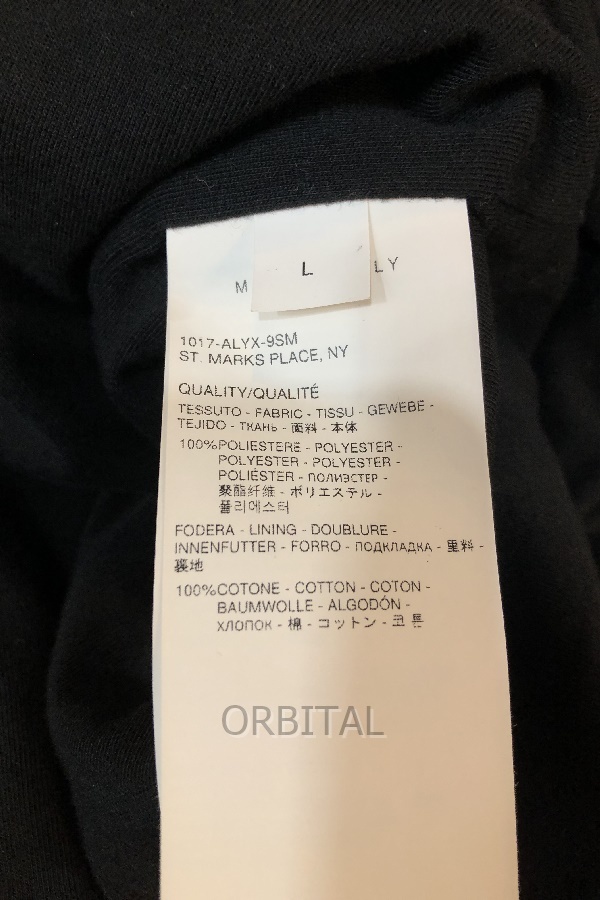 L
M LY
1017-ALYX-9SM
ST. MARKS PLACE, NY
QUALITY/QUALITÉ
TESSUTO - FABRIC - TISSU - GEWEBE -
TEJIDO - ТКАНЬ - 面料 - 本体
100%POLIESTERE - POLYESTER -
POLYESTER - POLYESTER -
POLIÉSTER - ПОЛИЭСТЕР -
聚酯纤维 - ポリエステル -
폴리에스터
FODERA - LINING - DOUBLURE -
INNENFUTTER - FORRO - ПОДКЛАДКА - 里料 -
裏地
100%COTONE - COTTON - COTON -
BAUMWOLLE - ALGODÓN -
ХЛОПОК - 棉 - コットン - 코튼
ORBITAL